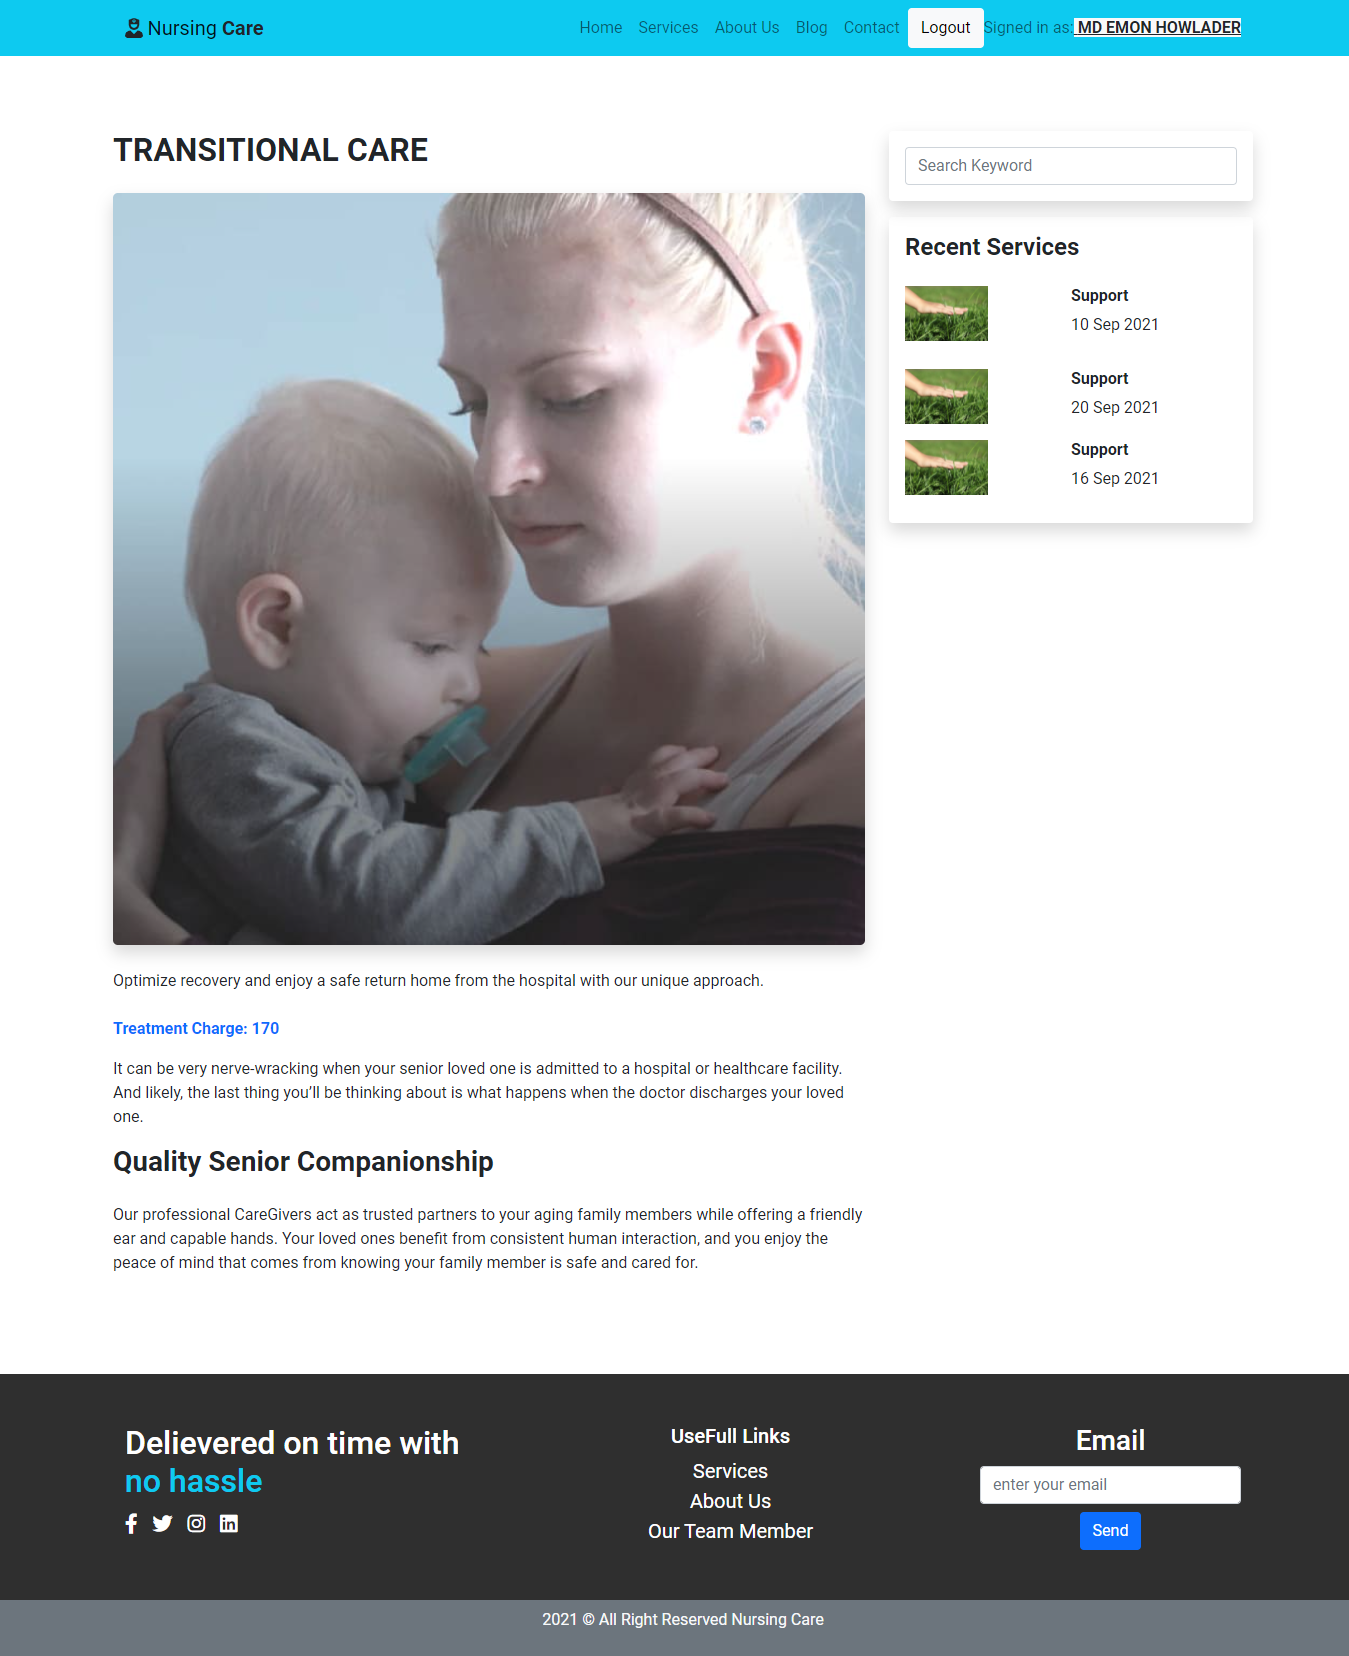 Nursing Care
Home Services About Us Blog Contact Logout Signed in as: MD EMON HOWLADER
TRANSITIONAL CARE
Search Keyword
Recent Services
Support
10 Sep 2021
Support
20 Sep 2021
Support
16 Sep 2021
Optimize recovery and enjoy a safe return home from the hospital with our unique approach.
Treatment Charge: 170
It can be very nerve-wracking when your senior loved one is admitted to a hospital or healthcare facility.
And likely, the last thing you’ll be thinking about is what happens when the doctor discharges your loved
one.
Quality Senior Companionship
Our professional CareGivers act as trusted partners to your aging family members while offering a friendly
ear and capable hands. Your loved ones benefit from consistent human interaction, and you enjoy the
peace of mind that comes from knowing your family member is safe and cared for.
Delievered on time with
no hassle
UseFull Links
Services
About Us
Our Team Member
Email
enter your email
Send
2021 © All Right Reserved Nursing Care